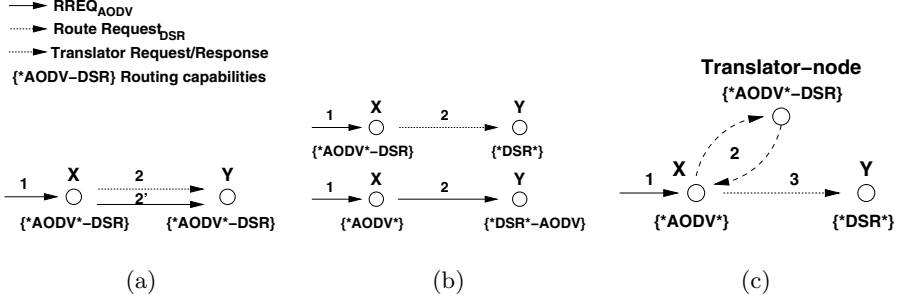 RREQ_AODV
Route Request_DSR
Translator Request/Response
{*AODV–DSR} Routing capabilities
1
X
2
2'
Y
{*AODV*–DSR}
{*AODV*–DSR}
(a)
1
X
2
Y
{*AODV*–DSR}
{*DSR*}
1
X
2
Y
{*AODV*}
{*DSR*–AODV}
(b)
Translator–node
{*AODV*–DSR}
2
1
X
3
Y
{*AODV*}
{*DSR*}
(c)